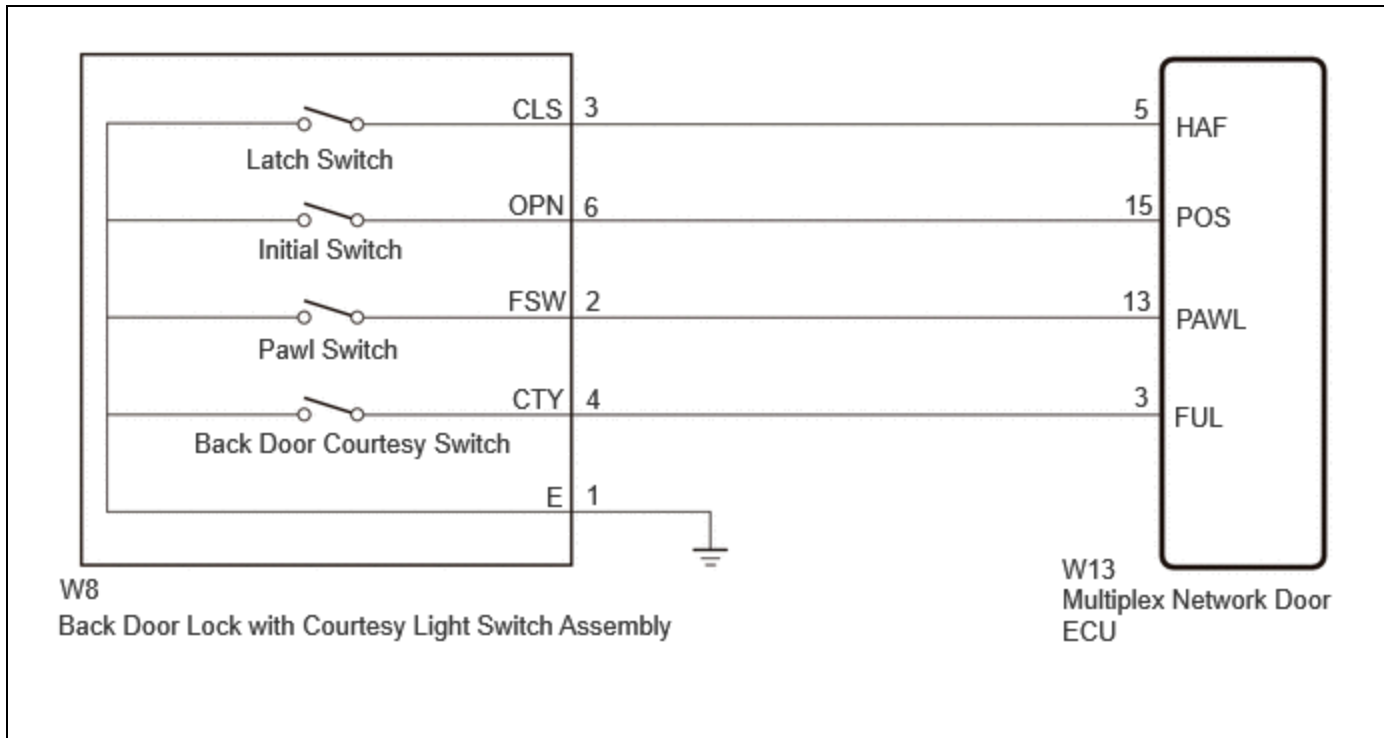 CLS 3 5 HAF
Latch Switch
OPN 6 15 POS
Initial Switch
FSW 2 13 PAWL
Pawl Switch
CTY 4 3 FUL
Back Door Courtesy Switch
E 1
W8
Back Door Lock with Courtesy Light Switch Assembly
W13
Multiplex Network Door
ECU